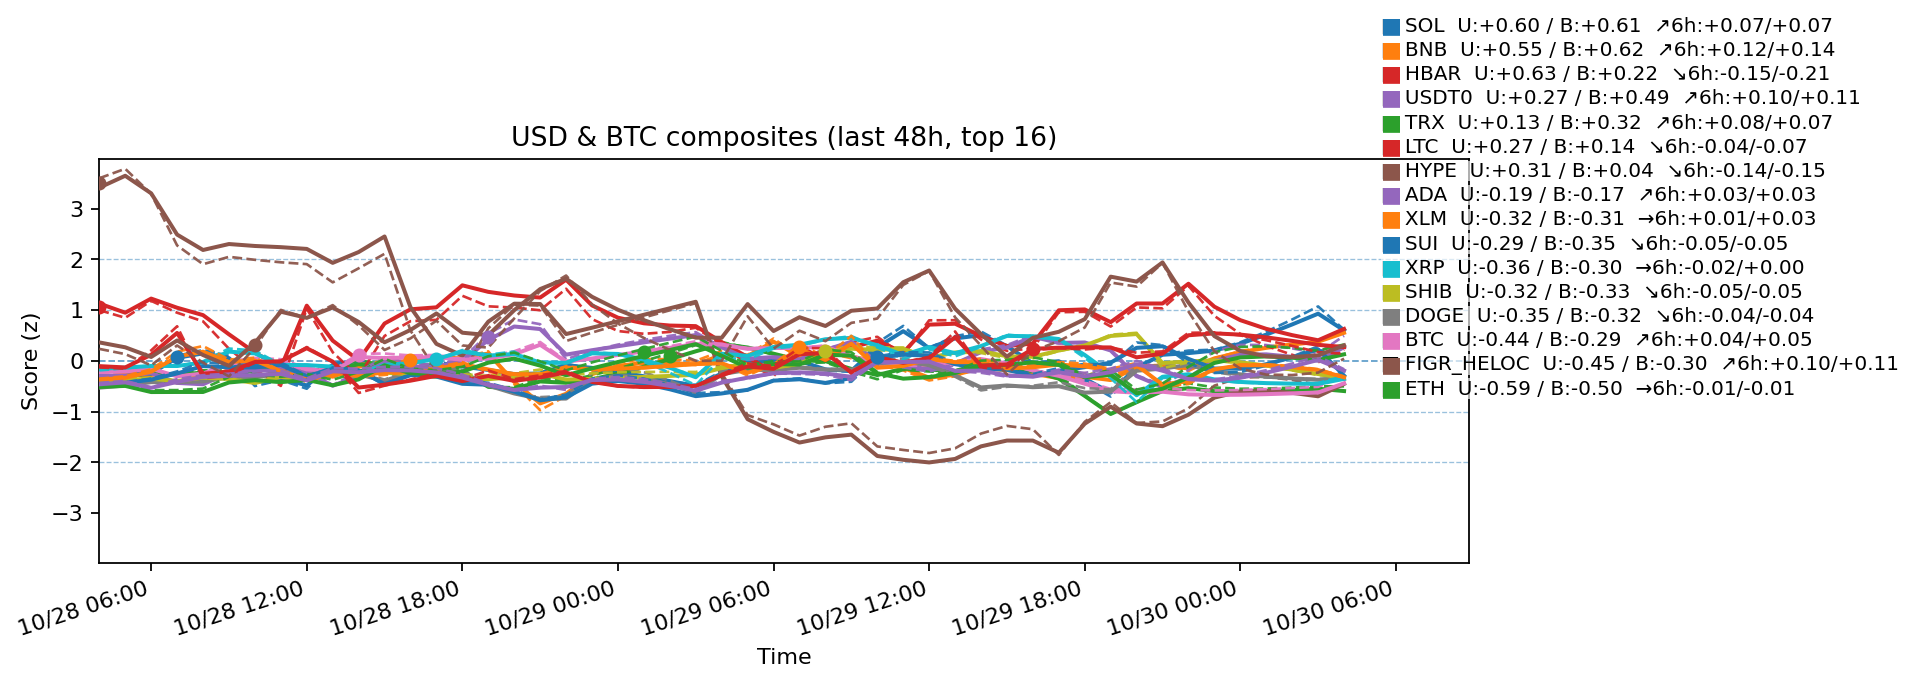 SOL U:+0.60 / B:+0.61 ↗6h:+0.07/+0.07
BNB U:+0.55 / B:+0.62 ↗6h:+0.12/+0.14
HBAR U:+0.63 / B:+0.22 ↘6h:-0.15/-0.21
USDT0 U:+0.27 / B:+0.49 ↗6h:+0.10/+0.11
TRX U:+0.13 / B:+0.32 ↗6h:+0.08/+0.07
LTC U:+0.27 / B:+0.14 ↘6h:-0.04/-0.07
HYPE U:+0.31 / B:+0.04 ↘6h:-0.14/-0.15
ADA U:-0.19 / B:-0.17 ↗6h:+0.03/+0.03
XLM U:-0.32 / B:-0.31 →6h:+0.01/+0.03
SUI U:-0.29 / B:-0.35 ↘6h:-0.05/-0.05
XRP U:-0.36 / B:-0.30 →6h:-0.02/+0.00
SHIB U:-0.32 / B:-0.33 ↘6h:-0.05/-0.05
DOGE U:-0.35 / B:-0.32 ↘6h:-0.04/-0.04
BTC U:-0.44 / B:-0.29 ↗6h:+0.04/+0.05
FIGR_HELOC U:-0.45 / B:-0.30 ↗6h:+0.10/+0.11
ETH U:-0.59 / B:-0.50 →6h:-0.01/-0.01
USD & BTC composites (last 48h, top 16)
Score (z)
3
2
1
0
−1
−2
−3
10/28 06:00
10/28 12:00
10/28 18:00
10/29 00:00
10/29 06:00
10/29 12:00
10/29 18:00
10/30 00:00
10/30 06:00
Time